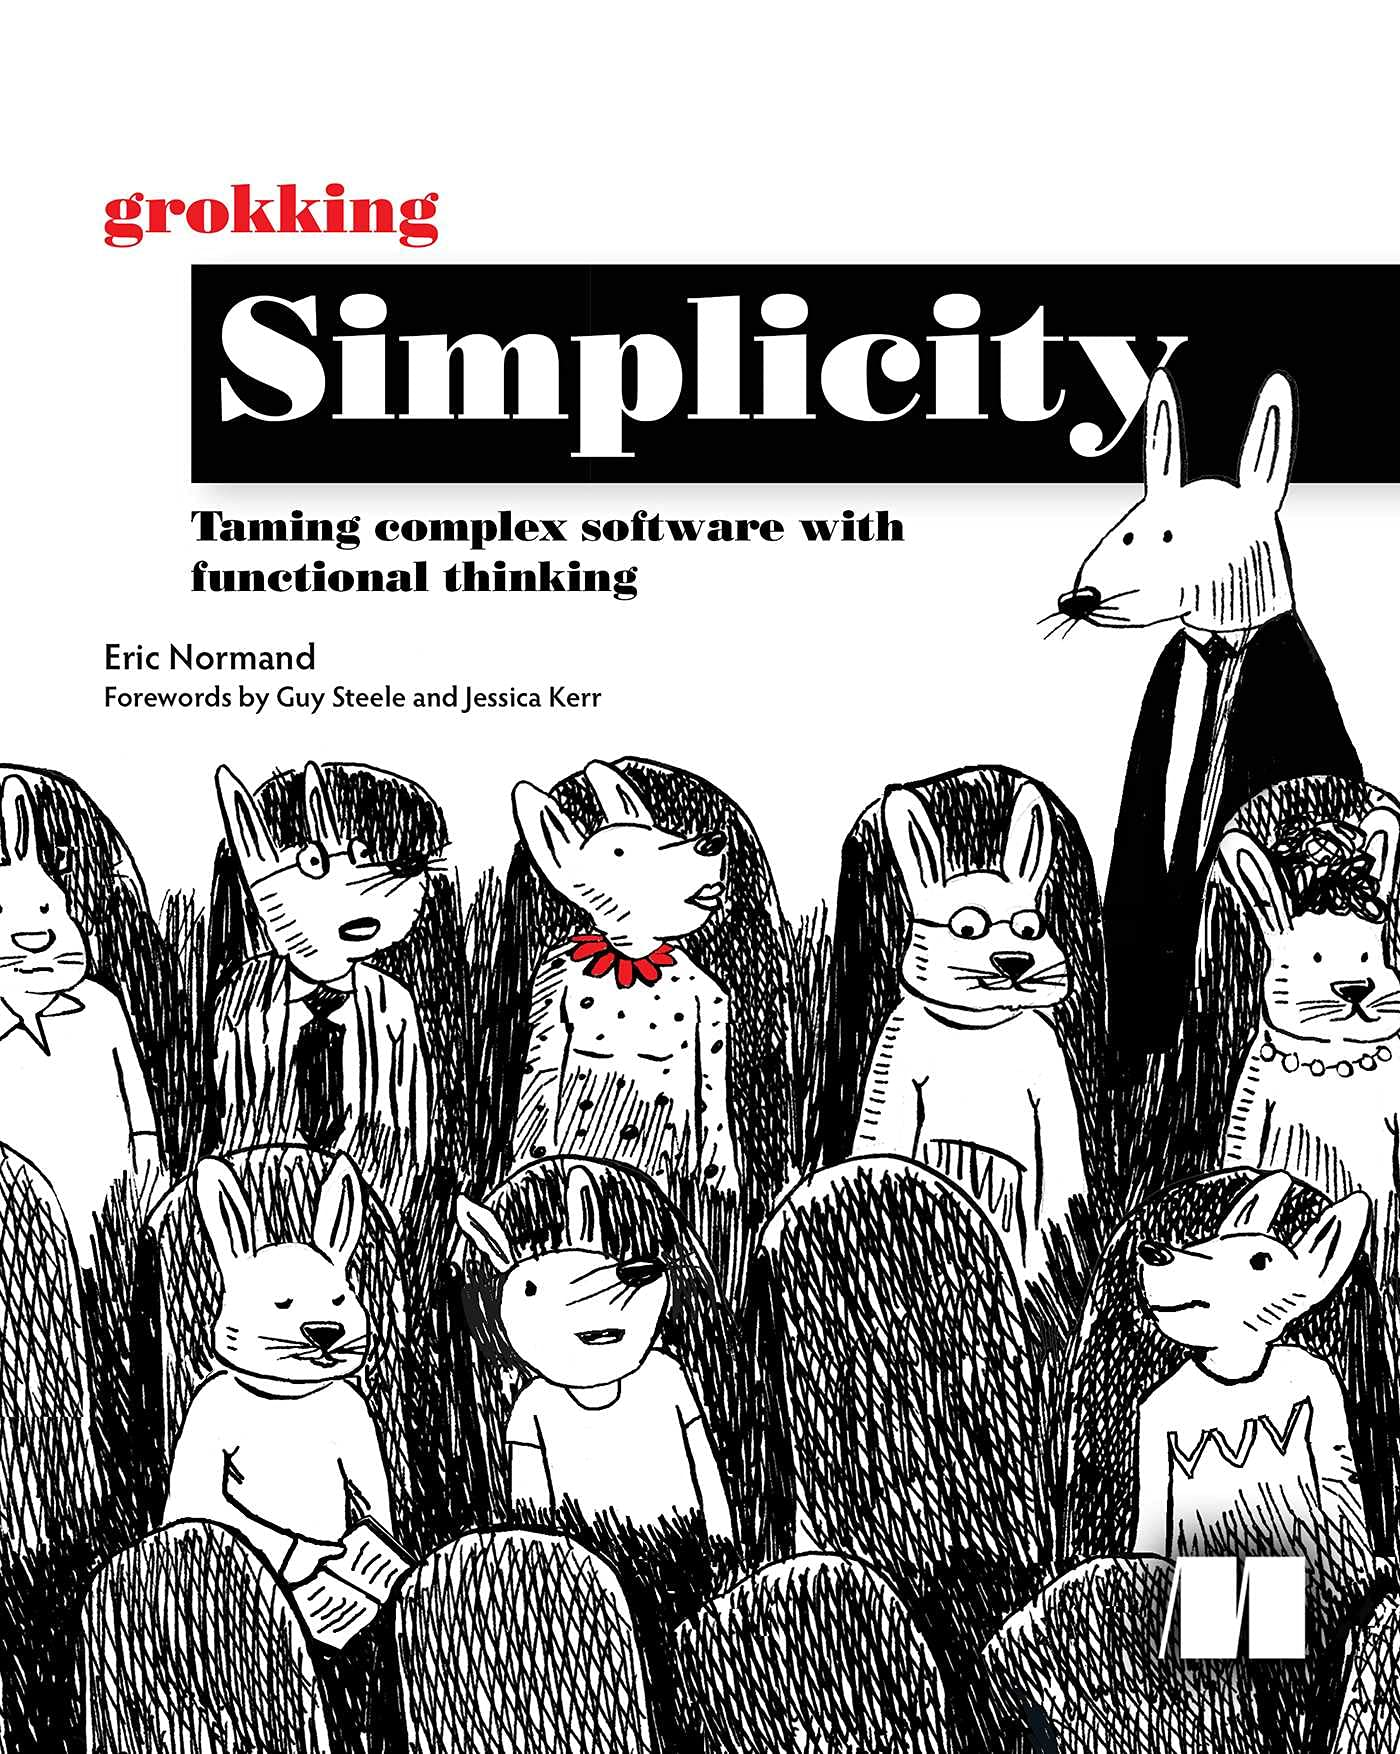 grokking
Simplicity
Taming complex software with
functional thinking
Eric Normand
Forewords by Guy Steele and Jessica Kerr